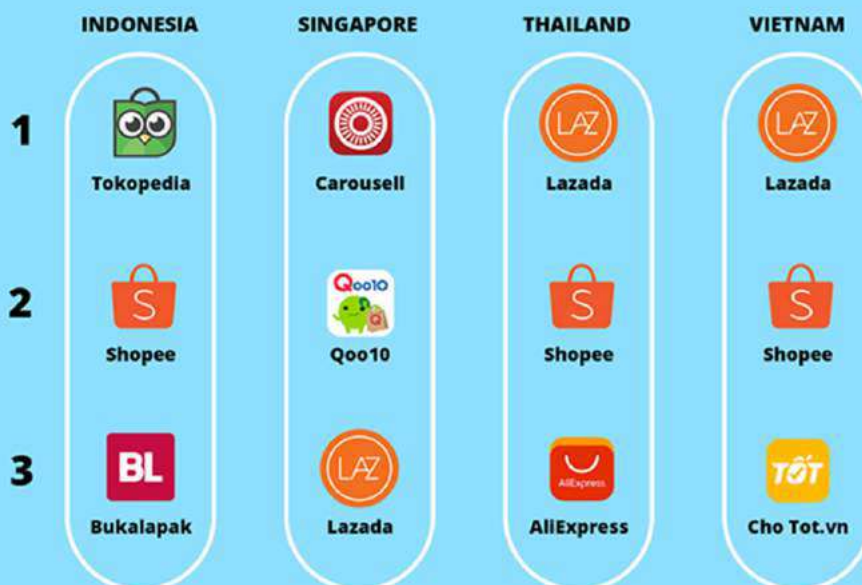 INDONESIA SINGAPORE THAILAND VIETNAM
1
LAZ LAZ
Tokopedia Carousell Lazada Lazada
Qoo10
2 S S S
Shopee Qoo10 Shopee Shopee
3 BL LAZ AliExpress TỐT
Bukalapak Lazada AliExpress Cho Tot.vn